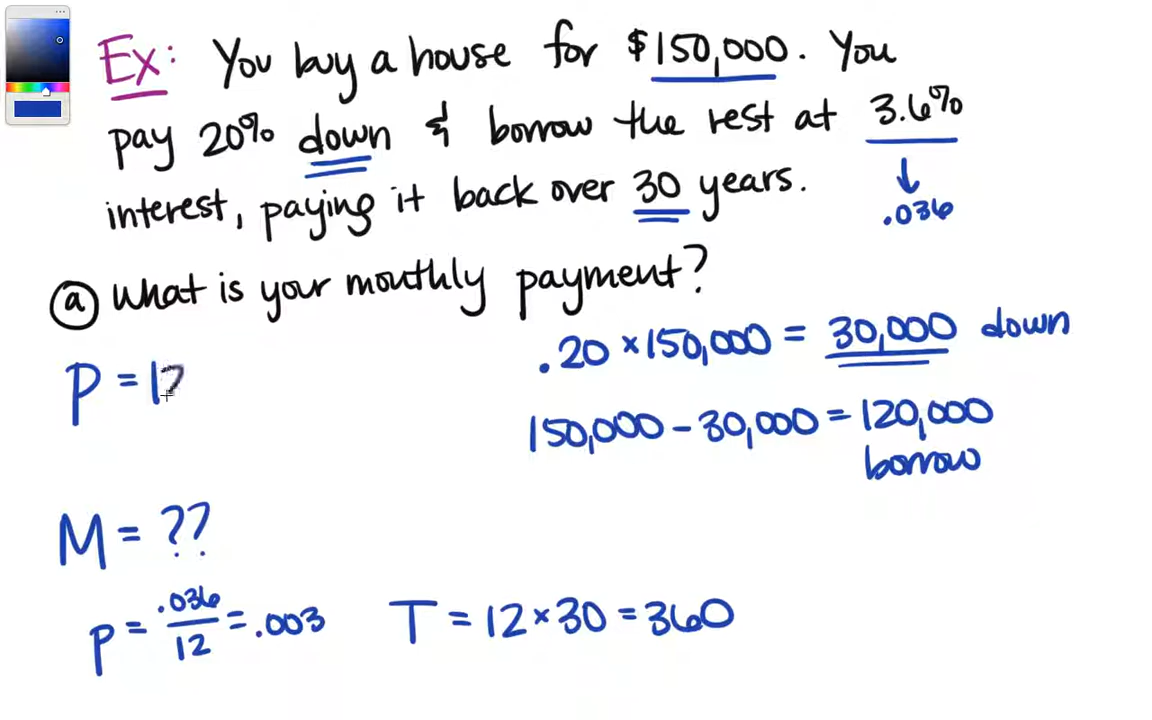 Ex: You buy a house for $150,000. You
pay 20% down & borrow the rest at 3.6%
interest, paying it back over 30 years.
.036
ⓐ What is your monthly payment?
.20 × 150,000 = 30,000 down
P = 12
150,000 - 30,000 = 120,000
borrow
M = ??
p = .036/12 = .003
T = 12 × 30 = 360